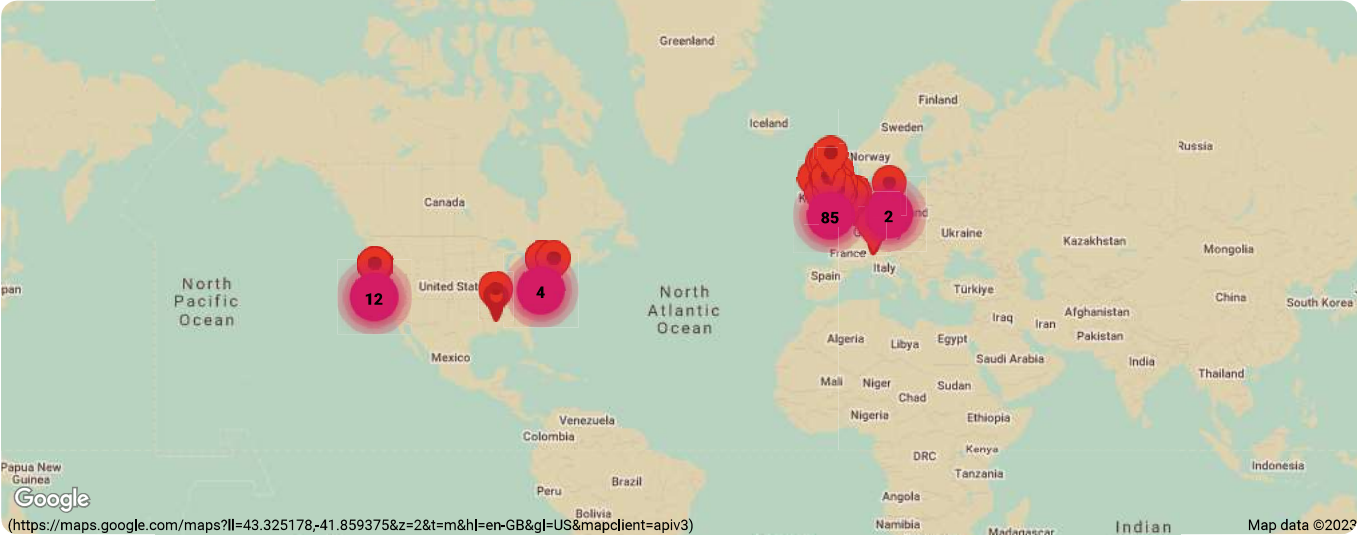 Greenland
Finland
Iceland
Sweden
Russia
Norway
Canada
85
2
Ukraine
Kazakhstan
Mongolia
France
Italy
Spain
North
Pacific
Ocean
United Stat
12
4
North
Atlantic
Ocean
Türkiye
China
South Korea
pan
Iraq
Iran
Afghanistan
Pakistan
Algeria
Libya
Egypt
Saudi Arabia
India
Thailand
Mexico
Mali
Niger
Chad
Sudan
Nigeria
Ethiopia
Venezuela
Colombia
DRC
Kenya
Tanzania
Indonesia
Papua New
Guinea
Peru
Brazil
Bolivia
Angola
Namibia
Madagascar
Indian
Google
(https://maps.google.com/maps?ll=43.325178,-41.859375&z=2&t=m&hl=en-GB&gl=US&mapclient=apiv3)
Map data ©2023